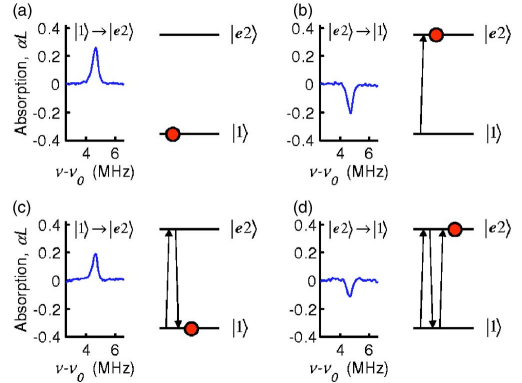 (a)
|1⟩→|e2⟩
0.4
0.2
0
-0.2
-0.4
4 6
ν-ν0 (MHz)
Absorption, αL
|e2⟩
|1⟩
(b)
|e2⟩→|1⟩
0.4
0.2
0
-0.2
-0.4
4 6
ν-ν0 (MHz)
|e2⟩
|1⟩
(c)
|1⟩→|e2⟩
0.4
0.2
0
-0.2
-0.4
4 6
ν-ν0 (MHz)
Absorption, αL
|e2⟩
|1⟩
(d)
|e2⟩→|1⟩
0.4
0.2
0
-0.2
-0.4
4 6
ν-ν0 (MHz)
|e2⟩
|1⟩